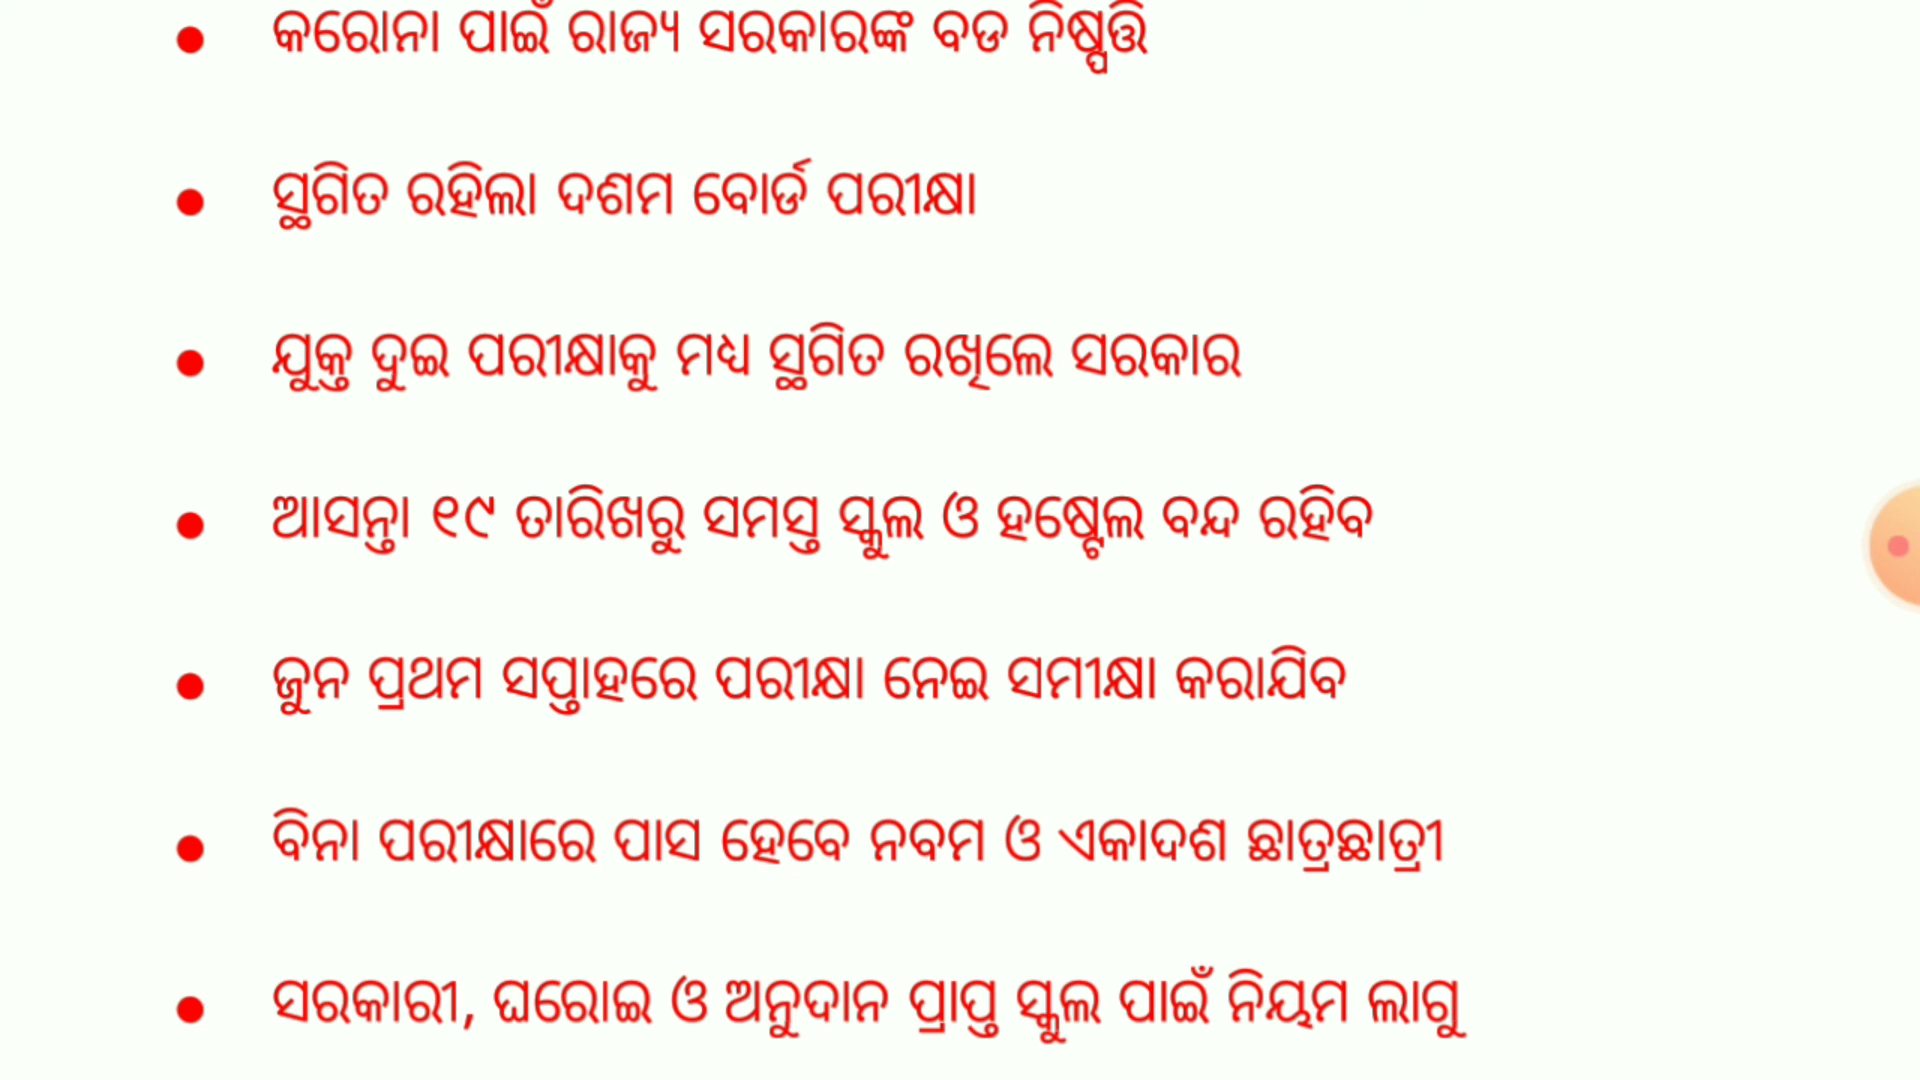 କରୋନା ପାଇଁ ରାଜ୍ୟ ସରକାରଙ୍କ ବଡ ନିଷ୍ପତ୍ତି
ସ୍ଥଗିତ ରହିଲା ଦଶମ ବୋର୍ଡ ପରୀକ୍ଷା
ଯୁକ୍ତ ଦୁଇ ପରୀକ୍ଷାକୁ ମଧ୍ୟ ସ୍ଥଗିତ ରଖିଲେ ସରକାର
ଆସନ୍ତା ୧୯ ତାରିଖରୁ ସମସ୍ତ ସ୍କୁଲ ଓ ହଷ୍ଟେଲ ବନ୍ଦ ରହିବ
ଜୁନ ପ୍ରଥମ ସପ୍ତାହରେ ପରୀକ୍ଷା ନେଇ ସମୀକ୍ଷା କରାଯିବ
ବିନା ପରୀକ୍ଷାରେ ପାସ ହେବେ ନବମ ଓ ଏକାଦଶ ଛାତ୍ରଛାତ୍ରୀ
ସରକାରୀ, ଘରୋଇ ଓ ଅନୁଦାନ ପ୍ରାପ୍ତ ସ୍କୁଲ ପାଇଁ ନିୟମ ଲାଗୁ